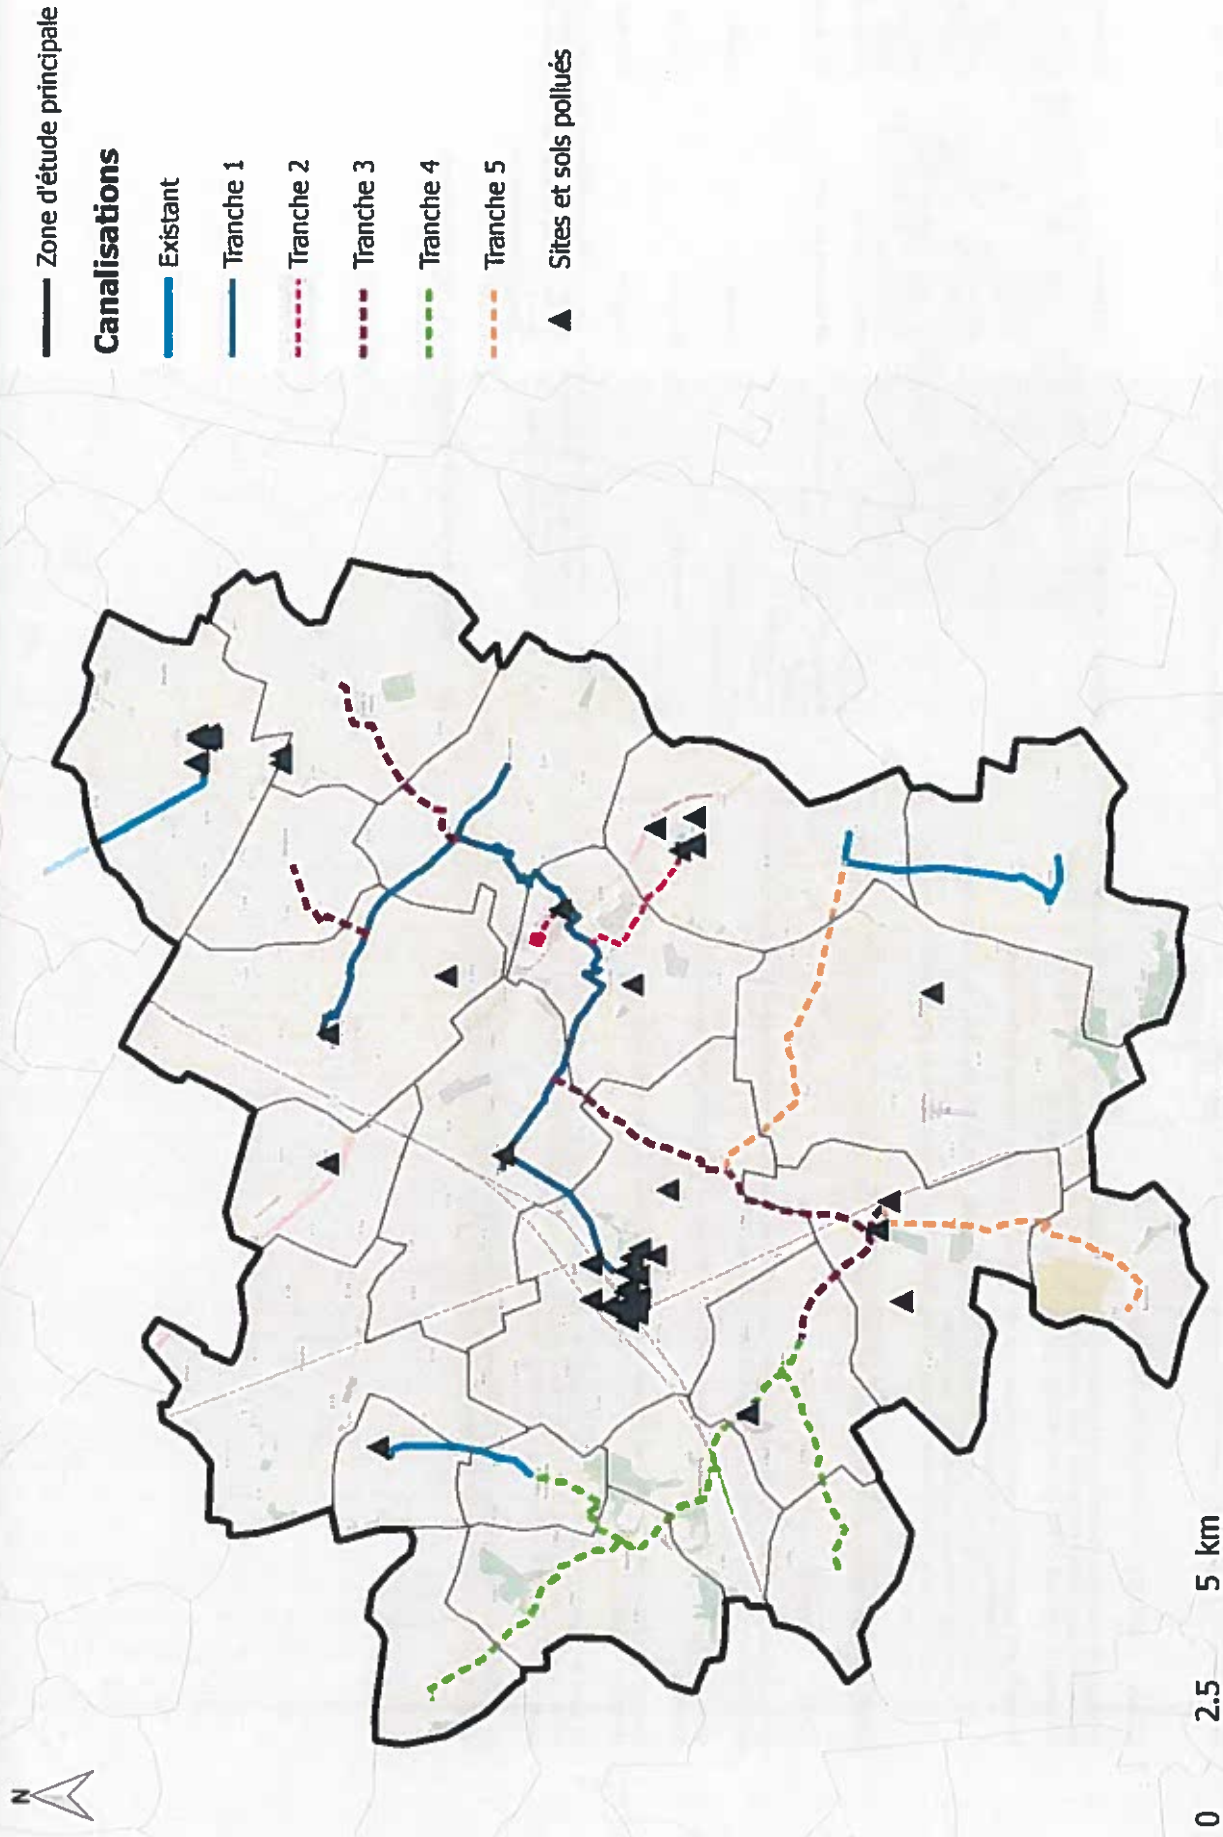 Zone d'étude principale
Canalisations
Existant
Tranche 1
Tranche 2
Tranche 3
Tranche 4
Tranche 5
Sites et sols pollués
N
0 2.5 5 km